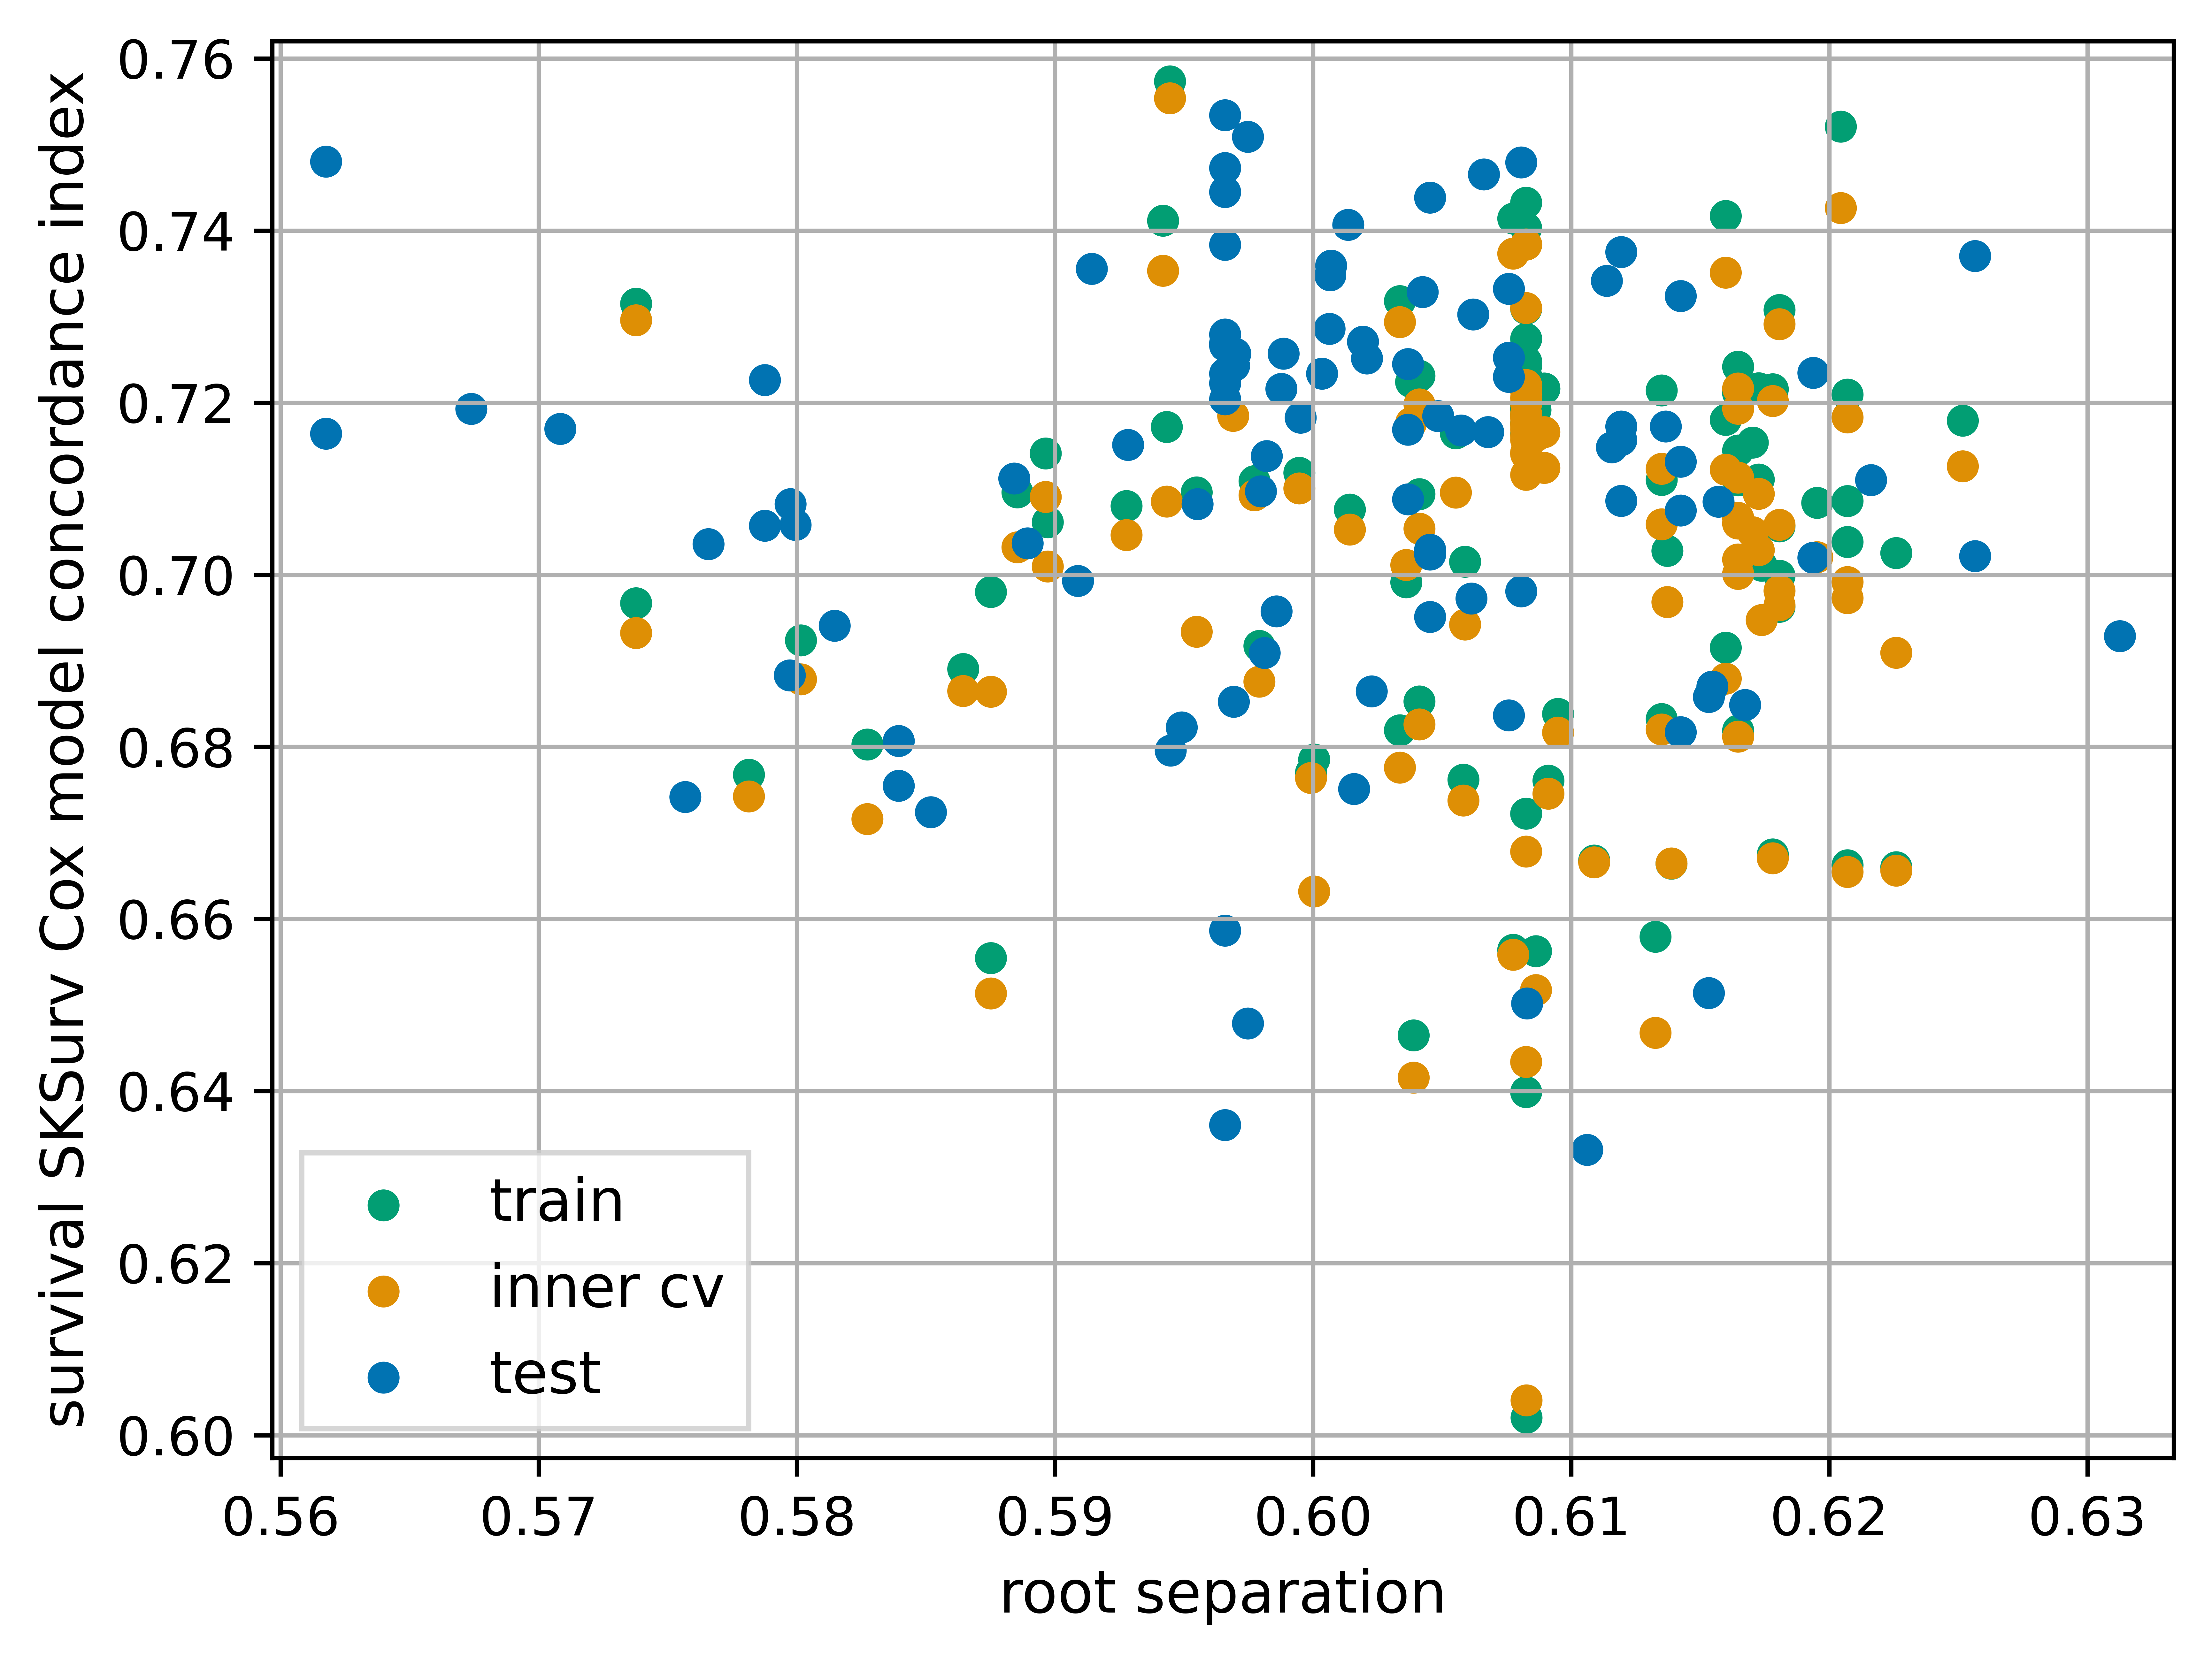 survival SKSurv Cox model concordance index
0.76
0.74
0.72
0.70
0.68
0.66
0.64
0.62
0.60
train
inner cv
test
0.56 0.57 0.58 0.59 0.60 0.61 0.62 0.63
root separation